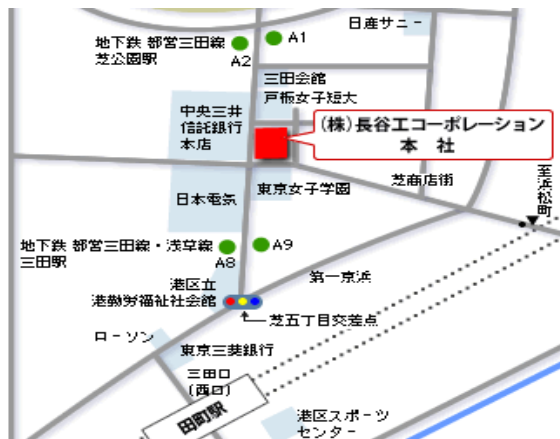 日産サニー
地下鉄 都営三田線
芝公園駅
A2
A1
三田会館
戸板女子短大
中央三井
信託銀行
本店
(株)長谷工コーポレーション
本 社
至浜松町
芝商店街
東京女子学園
日本電気
地下鉄 都営三田線・浅草線
三田駅
A8
A9
港区立
港勤労福祉社会館
第一京浜
芝五丁目交差点
ローソン
東京三菱銀行
三田口
(西口)
田町駅
港区スポーツ
センター